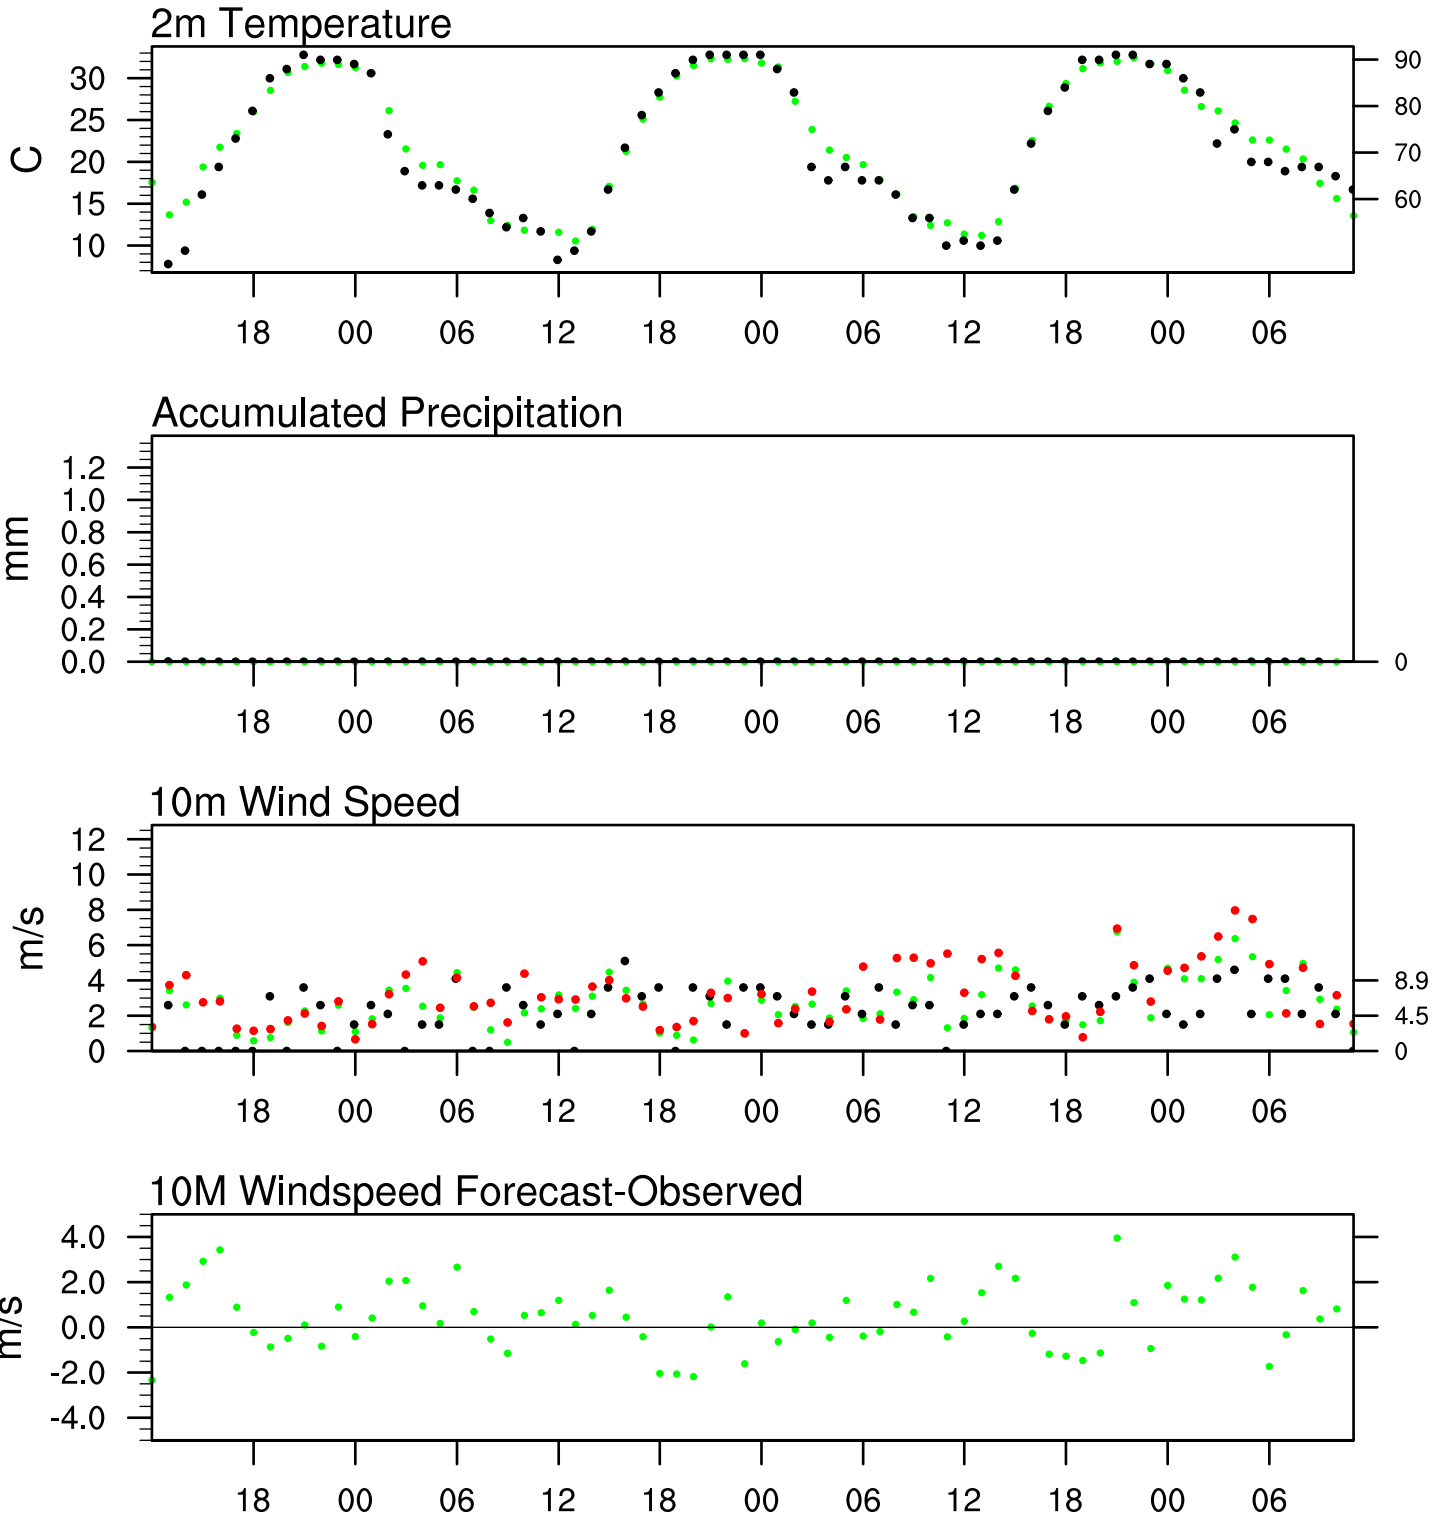 2m Temperature
30
25
20
15
10
C
90
80
70
60
18 00 06 12 18 00 06 12 18 00 06
Accumulated Precipitation
1.2
1.0
0.8
0.6
0.4
0.2
0.0
mm
0
18 00 06 12 18 00 06 12 18 00 06
10m Wind Speed
12
10
8
6
4
2
0
m/s
8.9
4.5
0
18 00 06 12 18 00 06 12 18 00 06
10M Windspeed Forecast-Observed
4.0
2.0
0.0
-2.0
-4.0
m/s
18 00 06 12 18 00 06 12 18 00 06